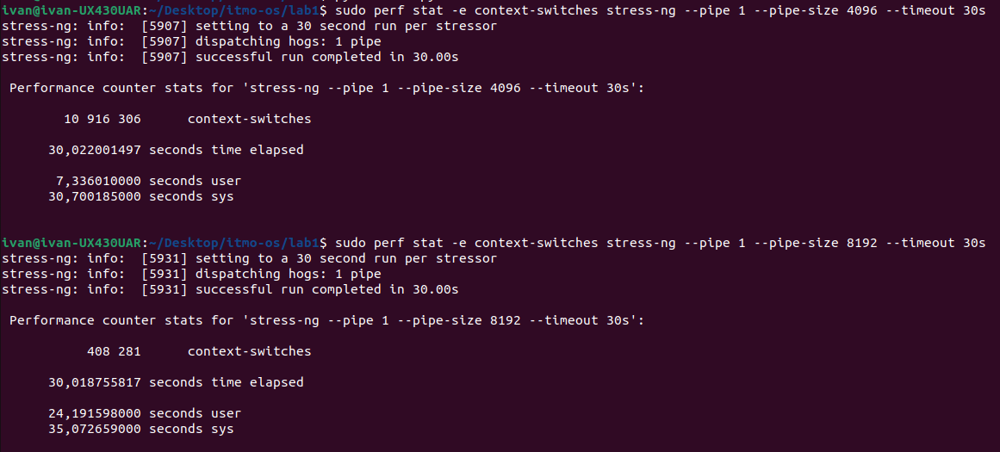 ivan@ivan-UX430UAR:~/Desktop/itmo-os/lab1$ sudo perf stat -e context-switches stress-ng --pipe 1 --pipe-size 4096 --timeout 30s
stress-ng: info:  [5907] setting to a 30 second run per stressor
stress-ng: info:  [5907] dispatching hogs: 1 pipe
stress-ng: info:  [5907] successful run completed in 30.00s
Performance counter stats for 'stress-ng --pipe 1 --pipe-size 4096 --timeout 30s':
10 916 306      context-switches
30,022001497 seconds time elapsed
7,336010000 seconds user
30,700185000 seconds sys
ivan@ivan-UX430UAR:~/Desktop/itmo-os/lab1$ sudo perf stat -e context-switches stress-ng --pipe 1 --pipe-size 8192 --timeout 30s
stress-ng: info:  [5931] setting to a 30 second run per stressor
stress-ng: info:  [5931] dispatching hogs: 1 pipe
stress-ng: info:  [5931] successful run completed in 30.00s
Performance counter stats for 'stress-ng --pipe 1 --pipe-size 8192 --timeout 30s':
408 281      context-switches
30,018755817 seconds time elapsed
24,191598000 seconds user
35,072659000 seconds sys